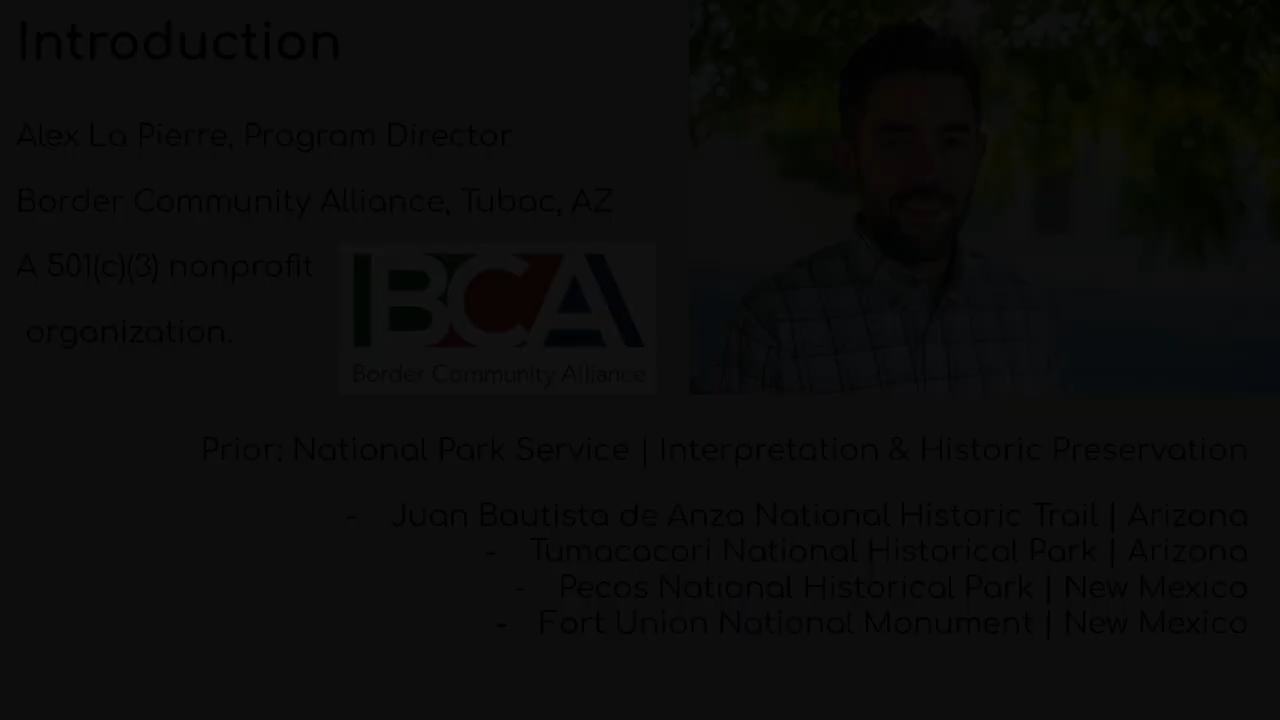 Introduction
Alex La Pierre, Program Director
Border Community Alliance, Tubac, AZ
A 501(c)(3) nonprofit
organization.
BCA
Border Community Alliance
Prior: National Park Service | Interpretation & Historic Preservation
- Juan Bautista de Anza National Historic Trail | Arizona
- Tumacacori National Historical Park | Arizona
- Pecos National Historical Park | New Mexico
- Fort Union National Monument | New Mexico